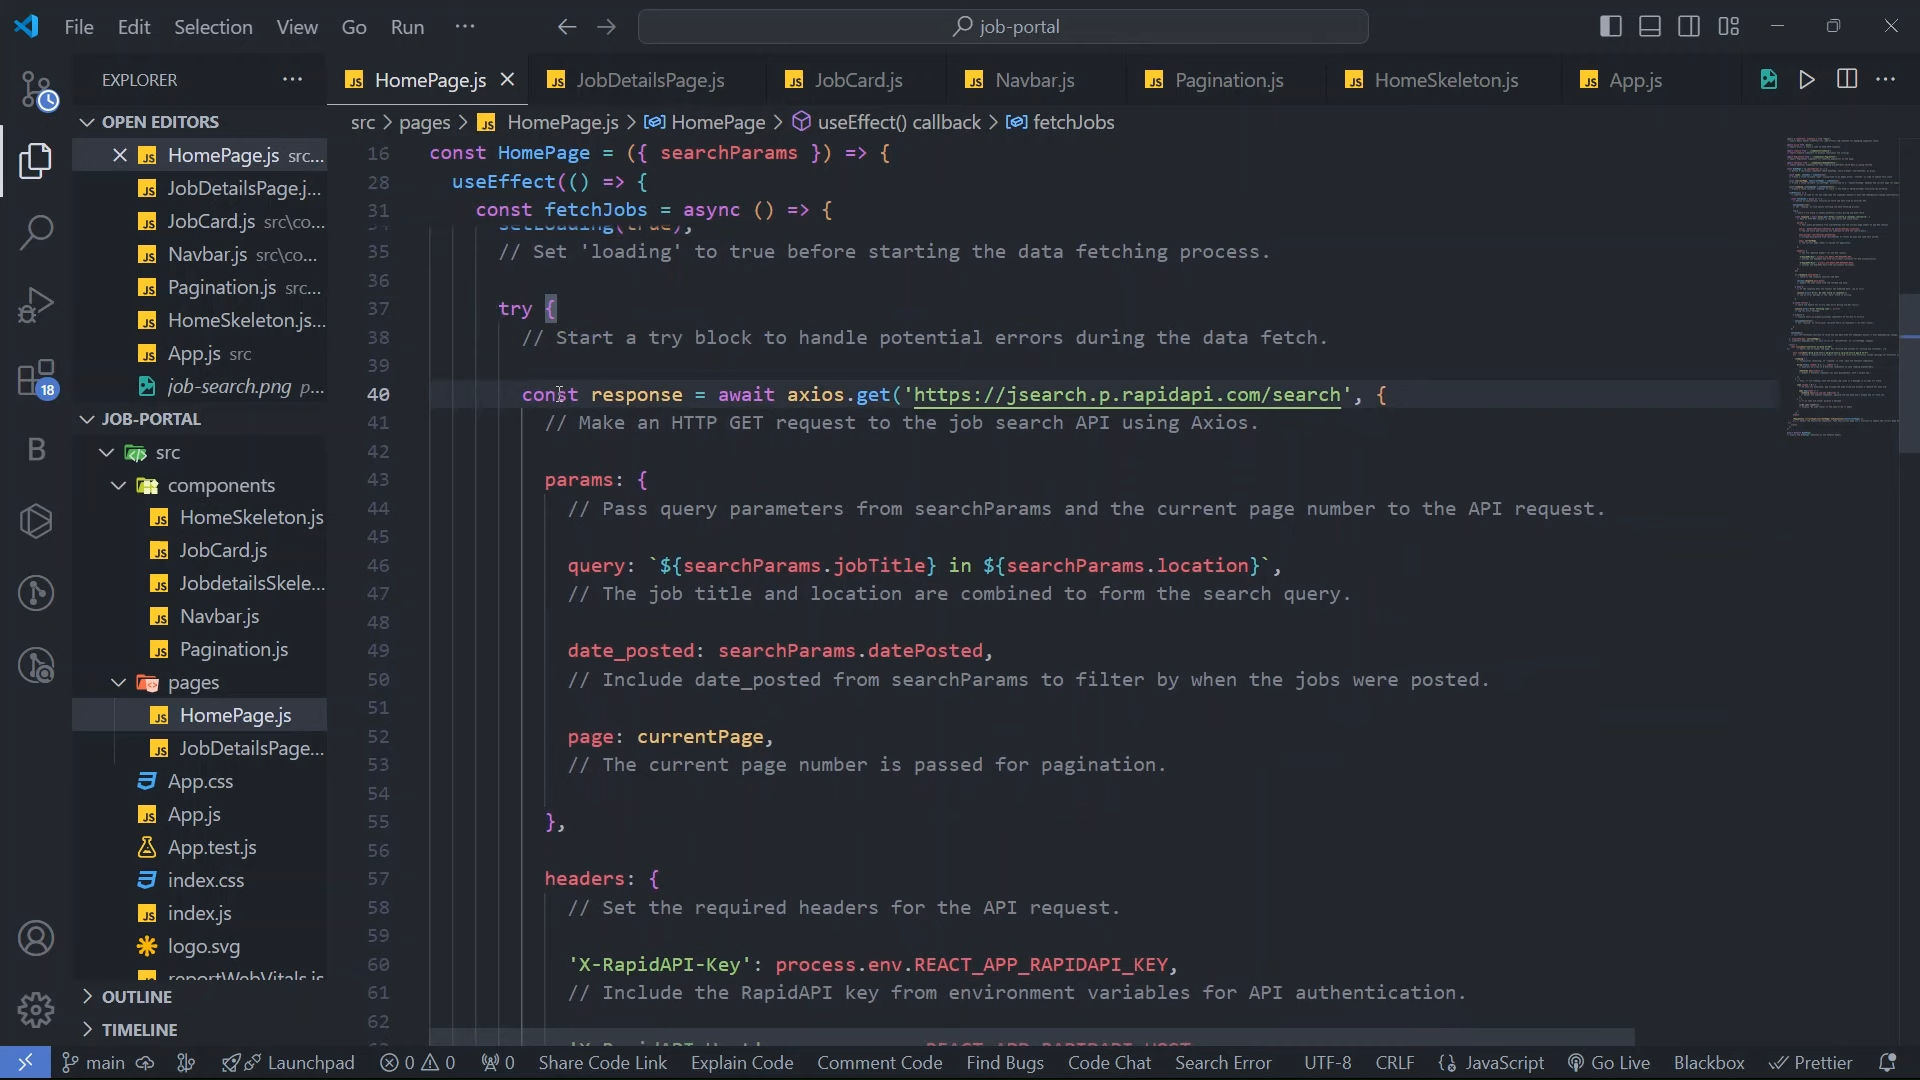 File Edit Selection View Go Run ···
job-portal
EXPLORER ···
HomePage.js
JobDetailsPage.js
JobCard.js
Navbar.js
Pagination.js
HomeSkeleton.js
App.js
OPEN EDITORS
HomePage.js src...
JobDetailsPage.j...
JobCard.js src\co...
Navbar.js src\co...
Pagination.js src...
HomeSkeleton.js...
App.js src
job-search.png p...
18
JOB-PORTAL
src
components
HomeSkeleton.js
JobCard.js
JobdetailsSkele...
Navbar.js
Pagination.js
pages
HomePage.js
JobDetailsPage...
App.css
App.js
App.test.js
index.css
index.js
logo.svg
reportWebVitals.js
OUTLINE
TIMELINE
src > pages > HomePage.js > HomePage > useEffect() callback > fetchJobs
16 const HomePage = ({ searchParams }) => {
28 useEffect(() => {
31 const fetchJobs = async () => {
34 setLoading(true);
35 // Set 'loading' to true before starting the data fetching process.
36
37 try {
38 // Start a try block to handle potential errors during the data fetch.
39
40 const response = await axios.get('https://jsearch.p.rapidapi.com/search', {
41 // Make an HTTP GET request to the job search API using Axios.
42
43 params: {
44 // Pass query parameters from searchParams and the current page number to the API request.
45
46 query: `${searchParams.jobTitle} in ${searchParams.location}`,
47 // The job title and location are combined to form the search query.
48
49 date_posted: searchParams.datePosted,
50 // Include date_posted from searchParams to filter by when the jobs were posted.
51
52 page: currentPage,
53 // The current page number is passed for pagination.
54
55 },
56
57 headers: {
58 // Set the required headers for the API request.
59
60 'X-RapidAPI-Key': process.env.REACT_APP_RAPIDAPI_KEY,
61 // Include the RapidAPI key from environment variables for API authentication.
62
main Launchpad 0 0 0 Share Code Link Explain Code Comment Code Find Bugs Code Chat Search Error UTF-8 CRLF {} JavaScript Go Live Blackbox Prettier